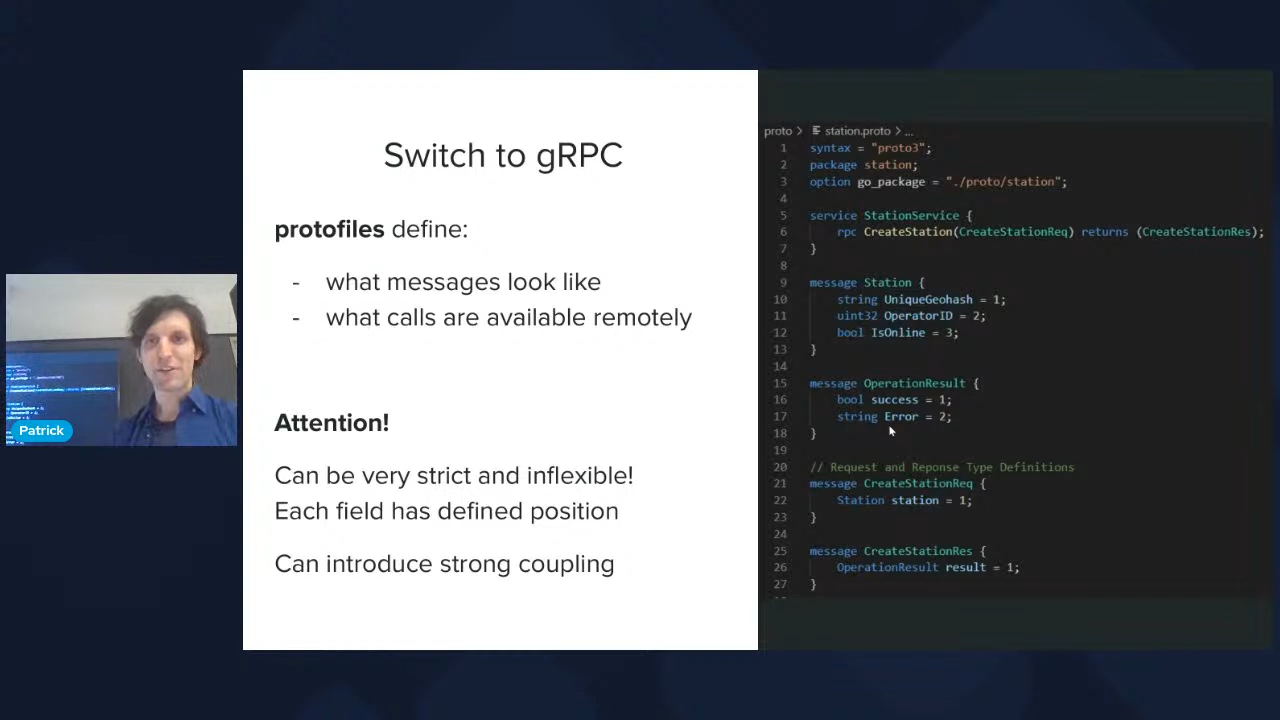 Switch to gRPC
protofiles define:
- what messages look like
- what calls are available remotely
Attention!
Can be very strict and inflexible!
Each field has defined position
Can introduce strong coupling
Patrick
proto > station.proto > ...
1 syntax = "proto3";
2 package station;
3 option go_package = "./proto/station";
4
5 service StationService {
6 rpc CreateStation(CreateStationReq) returns (CreateStationRes);
7 }
8
9 message Station {
10 string UniqueGeohash = 1;
11 uint32 OperatorID = 2;
12 bool IsOnline = 3;
13 }
14
15 message OperationResult {
16 bool success = 1;
17 string Error = 2;
18 }
19
20 // Request and Reponse Type Definitions
21 message CreateStationReq {
22 Station station = 1;
23 }
24
25 message CreateStationRes {
26 OperationResult result = 1;
27 }